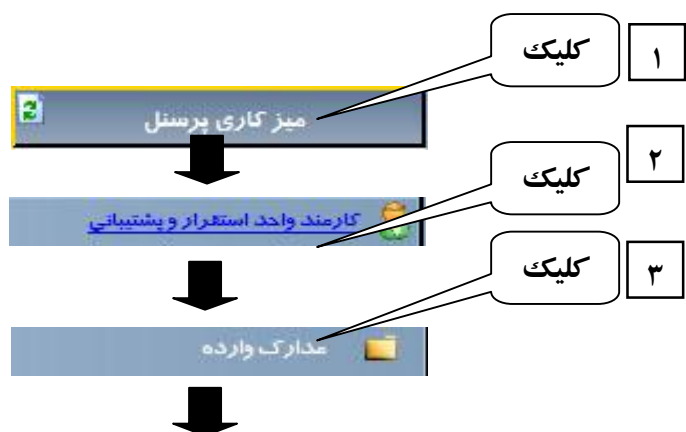 ۱
کلیک
میز کاری پرسنل
۲
کلیک
کارمند واحد استقرار و پشتیبانی
۳
کلیک
مدارک وارده